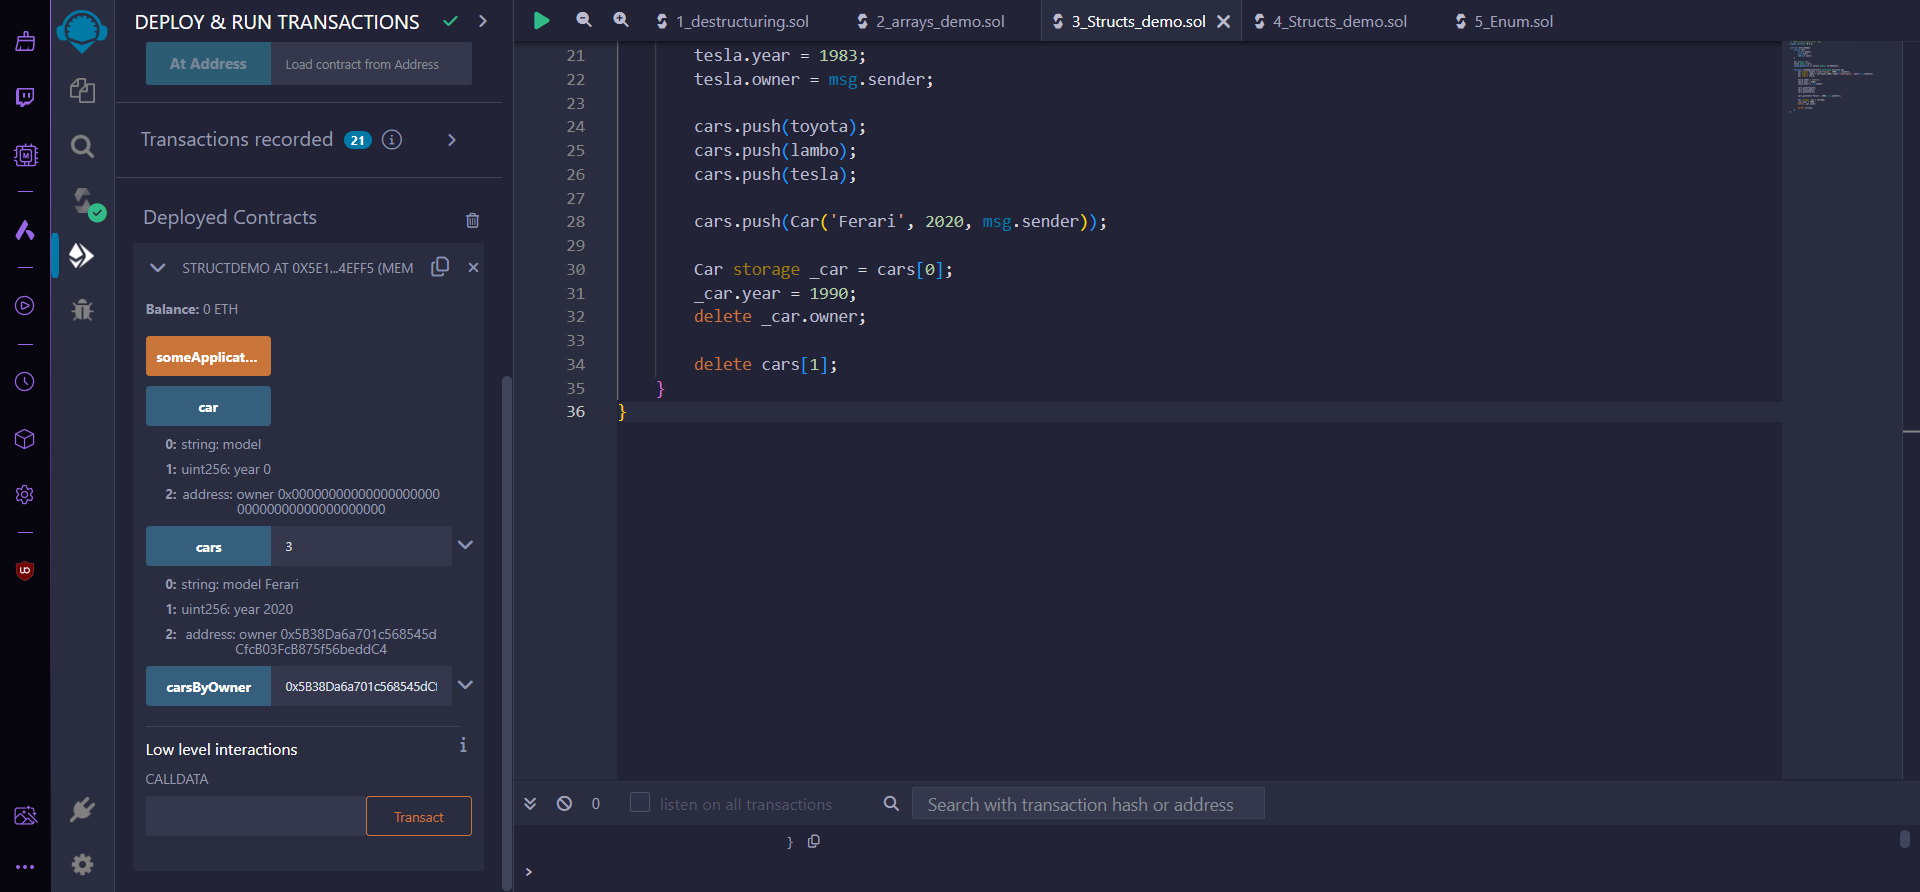 DEPLOY & RUN TRANSACTIONS
At Address
Load contract from Address
Transactions recorded 21 i
Deployed Contracts
STRUCTDEMO AT 0X5E1...4EFF5 (MEM
Balance: 0 ETH
someApplicat...
car
0: string: model
1: uint256: year 0
2: address: owner 0x00000000000000000000
00000000000000000000
cars 3
0: string: model Ferari
1: uint256: year 2020
2: address: owner 0x5B38Da6a701c568545d
CfcB03FcB875f56beddC4
carsByOwner 0x5B38Da6a701c568545dCf
Low level interactions i
CALLDATA
Transact
1_destructuring.sol 2_arrays_demo.sol 3_Structs_demo.sol 4_Structs_demo.sol 5_Enum.sol
21 tesla.year = 1983;
22 tesla.owner = msg.sender;
23
24 cars.push(toyota);
25 cars.push(lambo);
26 cars.push(tesla);
27
28 cars.push(Car('Ferari', 2020, msg.sender));
29
30 Car storage _car = cars[0];
31 _car.year = 1990;
32 delete _car.owner;
33
34 delete cars[1];
35 }
36 }
0 listen on all transactions Search with transaction hash or address
}
>